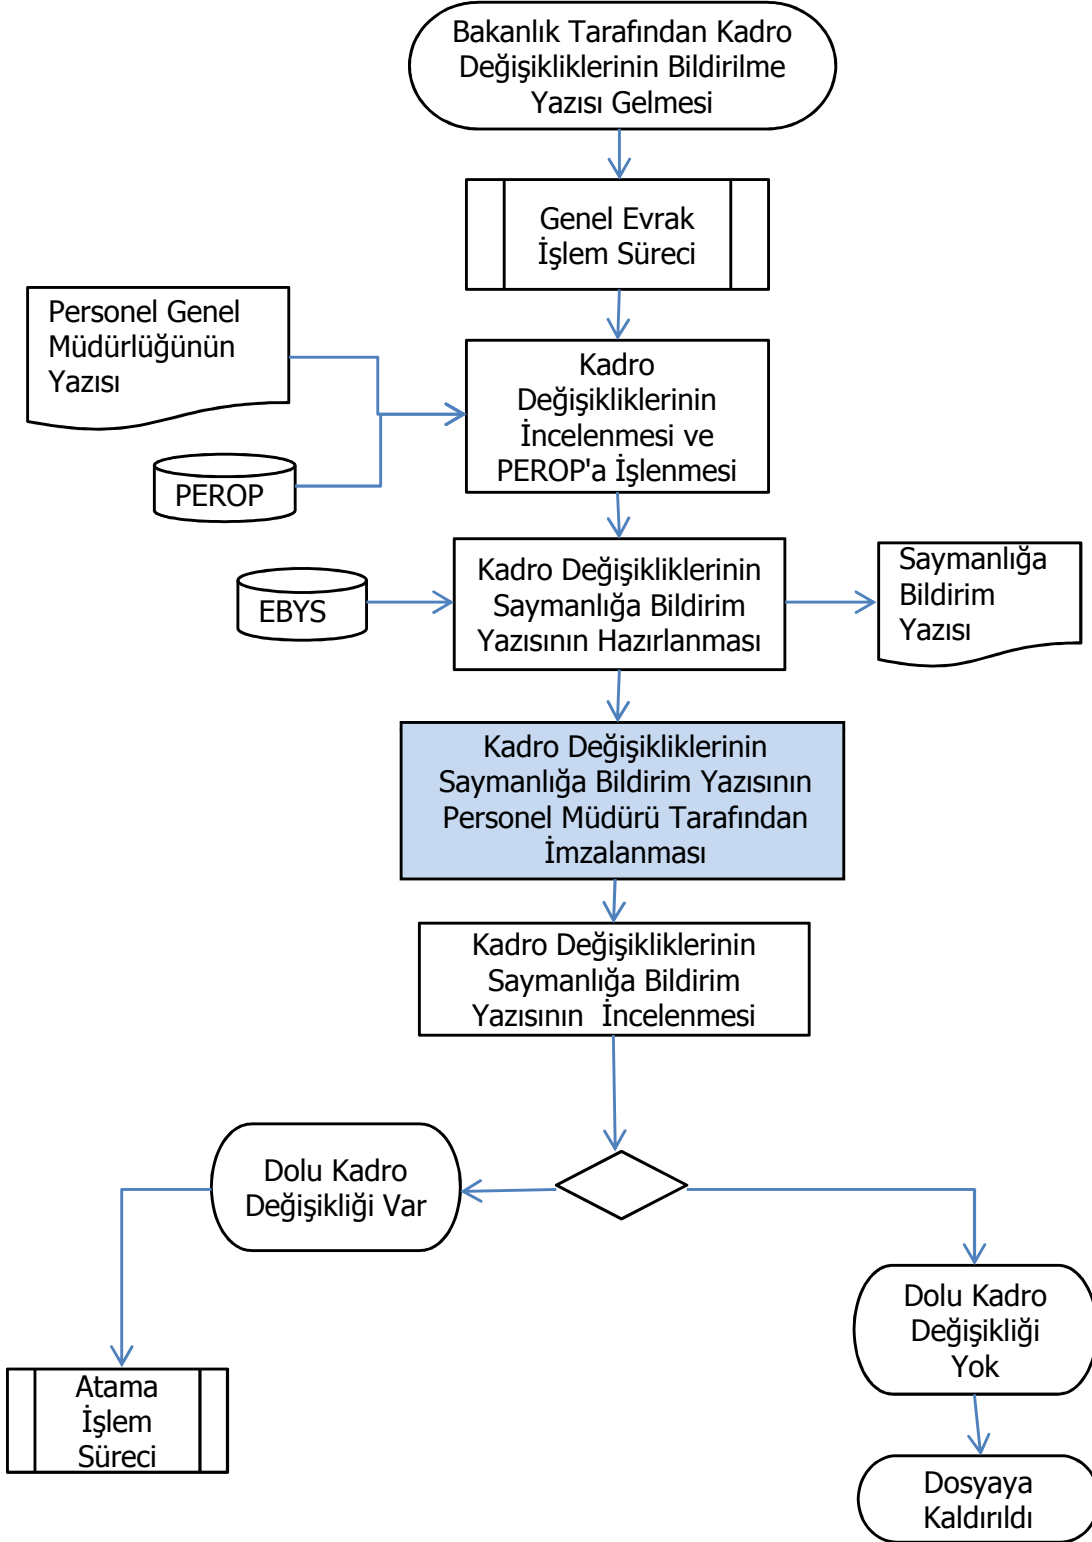 Bakanlık Tarafından Kadro
Değişikliklerinin Bildirilme
Yazısı Gelmesi
Genel Evrak
İşlem Süreci
Personel Genel
Müdürlüğünün
Yazısı
Kadro
Değişikliklerinin
İncelenmesi ve
PEROP'a İşlenmesi
PEROP
EBYS
Kadro Değişikliklerinin
Saymanlığa Bildirim
Yazısının Hazırlanması
Saymanlığa
Bildirim
Yazısı
Kadro Değişikliklerinin
Saymanlığa Bildirim Yazısının
Personel Müdürü Tarafından
İmzalanması
Kadro Değişikliklerinin
Saymanlığa Bildirim
Yazısının  İncelenmesi
Dolu Kadro
Değişikliği Var
Dolu Kadro
Değişikliği
Yok
Atama
İşlem
Süreci
Dosyaya
Kaldırıldı